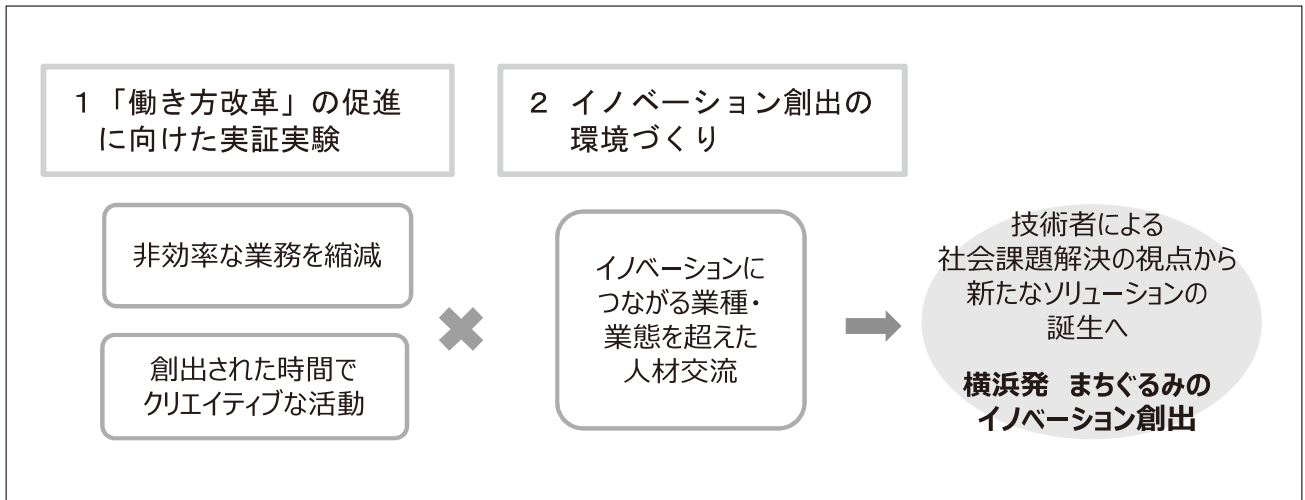 1 「働き方改革」の促進
に向けた実証実験
2 イノベーション創出の
環境づくり
非効率な業務を縮減
創出された時間で
クリエイティブな活動
イノベーションに
つながる業種・
業態を超えた
人材交流
技術者による
社会課題解決の視点から
新たなソリューションの
誕生へ
横浜発 まちぐるみの
イノベーション創出